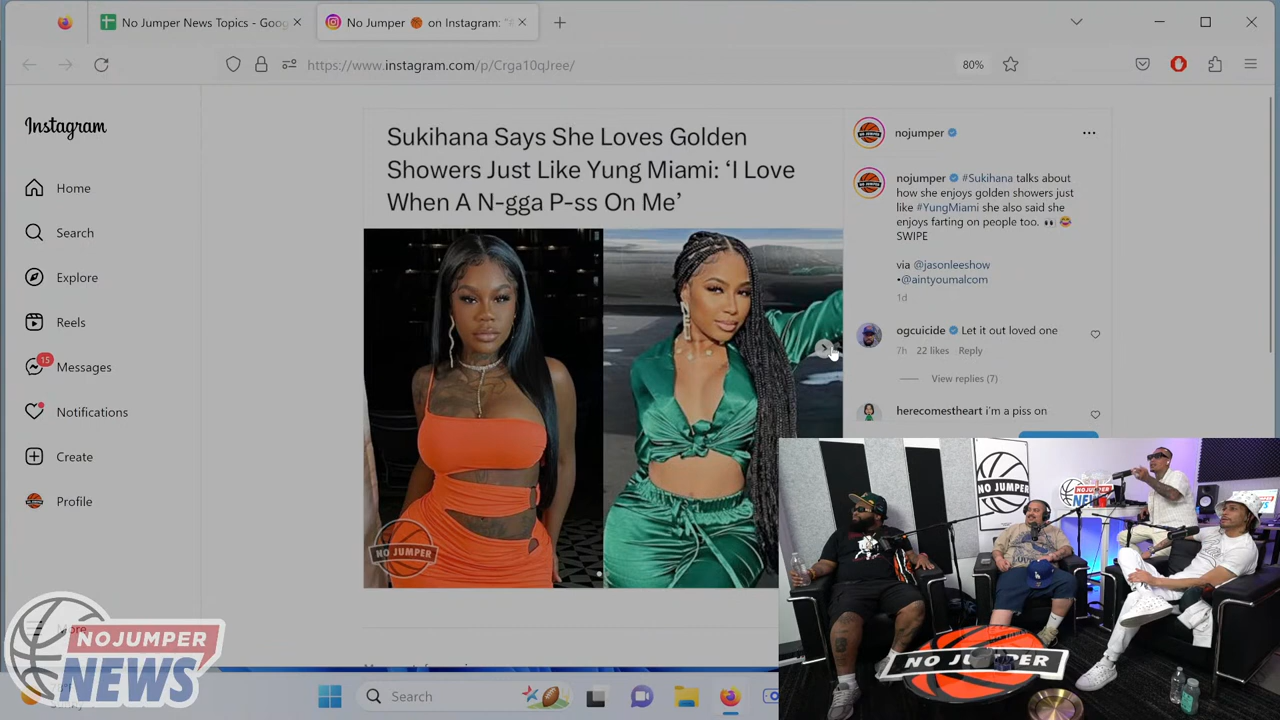 No Jumper News Topics - Goog
No Jumper 🏀 on Instagram: "#
https://www.instagram.com/p/Crga10qJree/
80%
Instagram
Home
Search
Explore
Reels
15
Messages
Notifications
Create
Profile
More
Sukihana Says She Loves Golden
Showers Just Like Yung Miami: ‘I Love
When A N-gga P-ss On Me’
NO JUMPER
nojumper
nojumper #Sukihana talks about
how she enjoys golden showers just
like #YungMiami she also said she
enjoys farting on people too. 👀 😂
SWIPE
via @jasonleeshow
•@aintyoumalcom
1d
ogcuicide Let it out loved one
7h 22 likes Reply
View replies (7)
herecomestheart i'm a piss on
NO JUMPER
NO JUMPER
NEWS
NO JUMPER
NO JUMPER
NEWS
Search